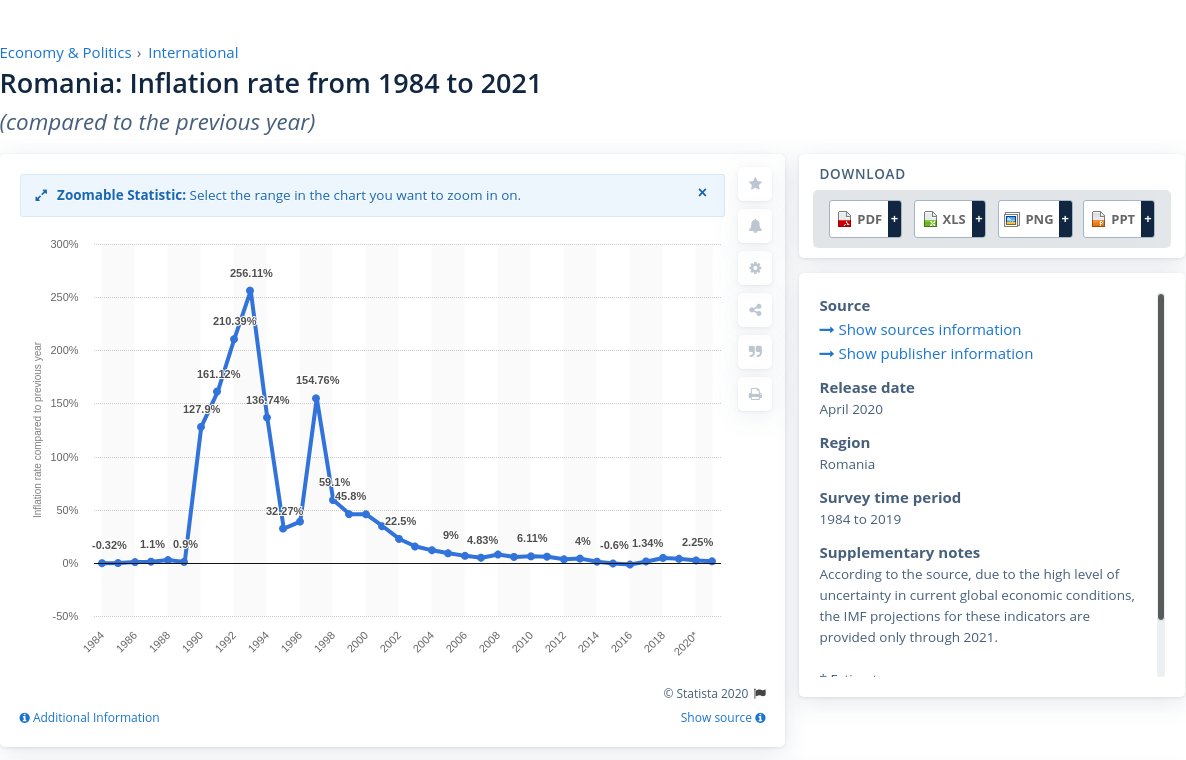 Economy & Politics › International
Romania: Inflation rate from 1984 to 2021
(compared to the previous year)
Zoomable Statistic: Select the range in the chart you want to zoom in on. ×
Inflation rate compared to previous year
300%
250%
200%
150%
100%
50%
0%
-50%
-0.32%
1.1%
0.9%
127.9%
161.12%
210.39%
256.11%
136.74%
32.27%
154.76%
59.1%
45.8%
22.5%
9%
4.83%
6.11%
4%
-0.6%
1.34%
2.25%
1984
1986
1988
1990
1992
1994
1996
1998
2000
2002
2004
2006
2008
2010
2012
2014
2016
2018
2020*
© Statista 2020
Additional Information
Show source
DOWNLOAD
PDF + XLS + PNG + PPT +
Source
Show sources information
Show publisher information
Release date
April 2020
Region
Romania
Survey time period
1984 to 2019
Supplementary notes
According to the source, due to the high level of
uncertainty in current global economic conditions,
the IMF projections for these indicators are
provided only through 2021.